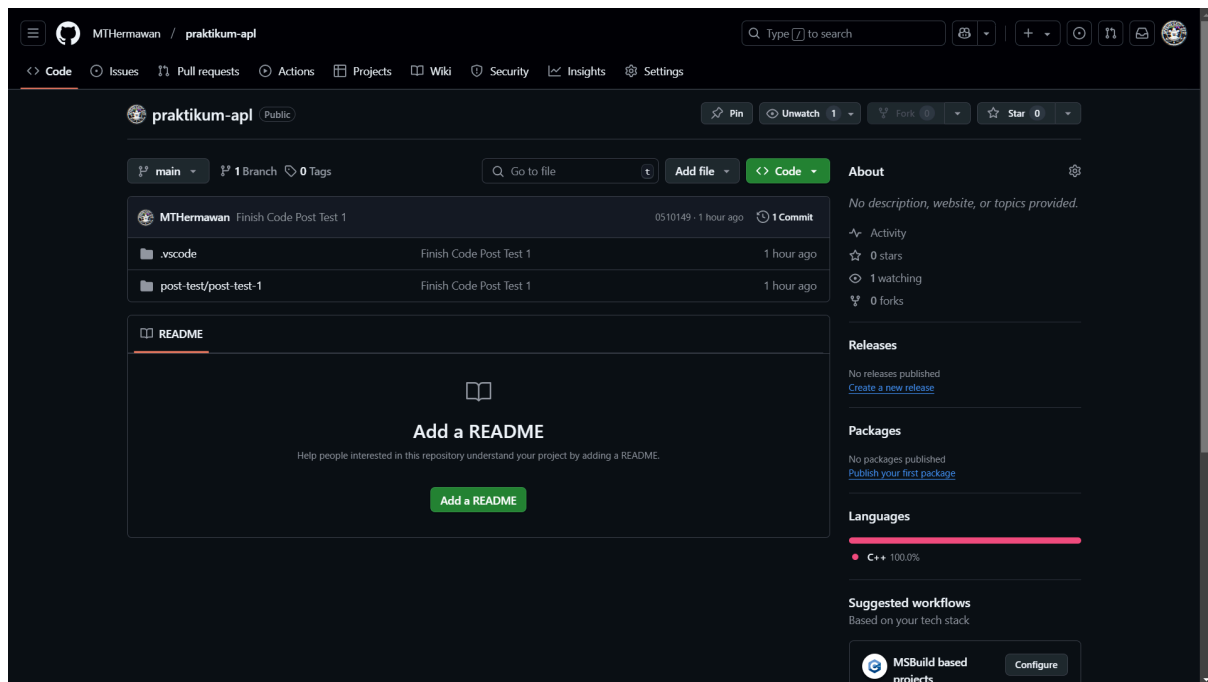 MTHermawan / praktikum-apl
Type / to search
Code Issues Pull requests Actions Projects Wiki Security Insights Settings
praktikum-apl Public
Pin Unwatch 1 Fork 0 Star 0
main 1 Branch 0 Tags
Go to file t Add file Code
MTHermawan Finish Code Post Test 1 0510149 · 1 hour ago 1 Commit
.vscode Finish Code Post Test 1 1 hour ago
post-test/post-test-1 Finish Code Post Test 1 1 hour ago
README
Add a README
Help people interested in this repository understand your project by adding a README.
Add a README
About
No description, website, or topics provided.
Activity
0 stars
1 watching
0 forks
Releases
No releases published
Create a new release
Packages
No packages published
Publish your first package
Languages
C++ 100.0%
Suggested workflows
Based on your tech stack
MSBuild based
projects
Configure